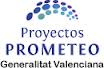 Proyectos
PROMETEO
Generalitat Valenciana